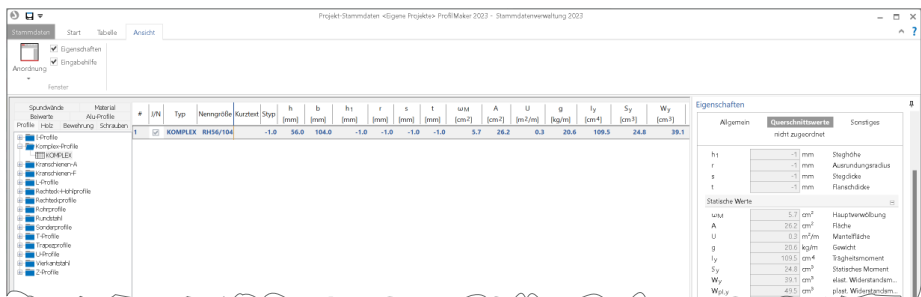 Projekt-Stammdaten <Eigene Projekte> ProfilMaker 2023 - Stammdatenverwaltung 2023
Stammdaten Start Tabelle Ansicht
?
Anordnung
Eigenschaften
Eingabehilfe
Fenster
Spundwände Material
Beiwerte Alu-Profile
Profile Holz Bewehrung Schrauben
I-Profile
Komplex-Profile
KOMPLEX
Kranschienen-A
Kranschienen-F
L-Profile
Rechteck-Hohlprofile
Rechteckprofile
Rohrprofile
Rundstahl
Sonderprofile
T-Profile
Trapezprofile
U-Profile
Vierkantstahl
Z-Profile
# J/N Typ Nenngröße Kurztext Styp h [mm] b [mm] h1 [mm] r [mm] s [mm] t [mm] ωM [cm2] A [cm2] U [m2/m] g [kg/m] Iy [cm4] Sy [cm3] Wy [cm3]
1 KOMPLEX RHS6/104 -1.0 56.0 104.0 -1.0 -1.0 -1.0 -1.0 5.7 26.2 0.3 20.6 109.5 24.8 39.1
Eigenschaften
Allgemein Querschnittswerte Sonstiges
nicht zugeordnet
h1 -1 mm Steghöhe
r -1 mm Ausrundungsradius
s -1 mm Stegdicke
t -1 mm Flanschdicke
Statische Werte
ωM 5.7 cm² Hauptverwölbung
A 26.2 cm² Fläche
U 0.3 m²/m Mantelfläche
g 20.6 kg/m Gewicht
Iy 109.5 cm4 Trägheitsmoment
Sy 24.8 cm³ Statisches Moment
Wy 39.1 cm³ elast. Widerstandsm...
Wpl,y 49.5 cm³ plast. Widerstandsm...